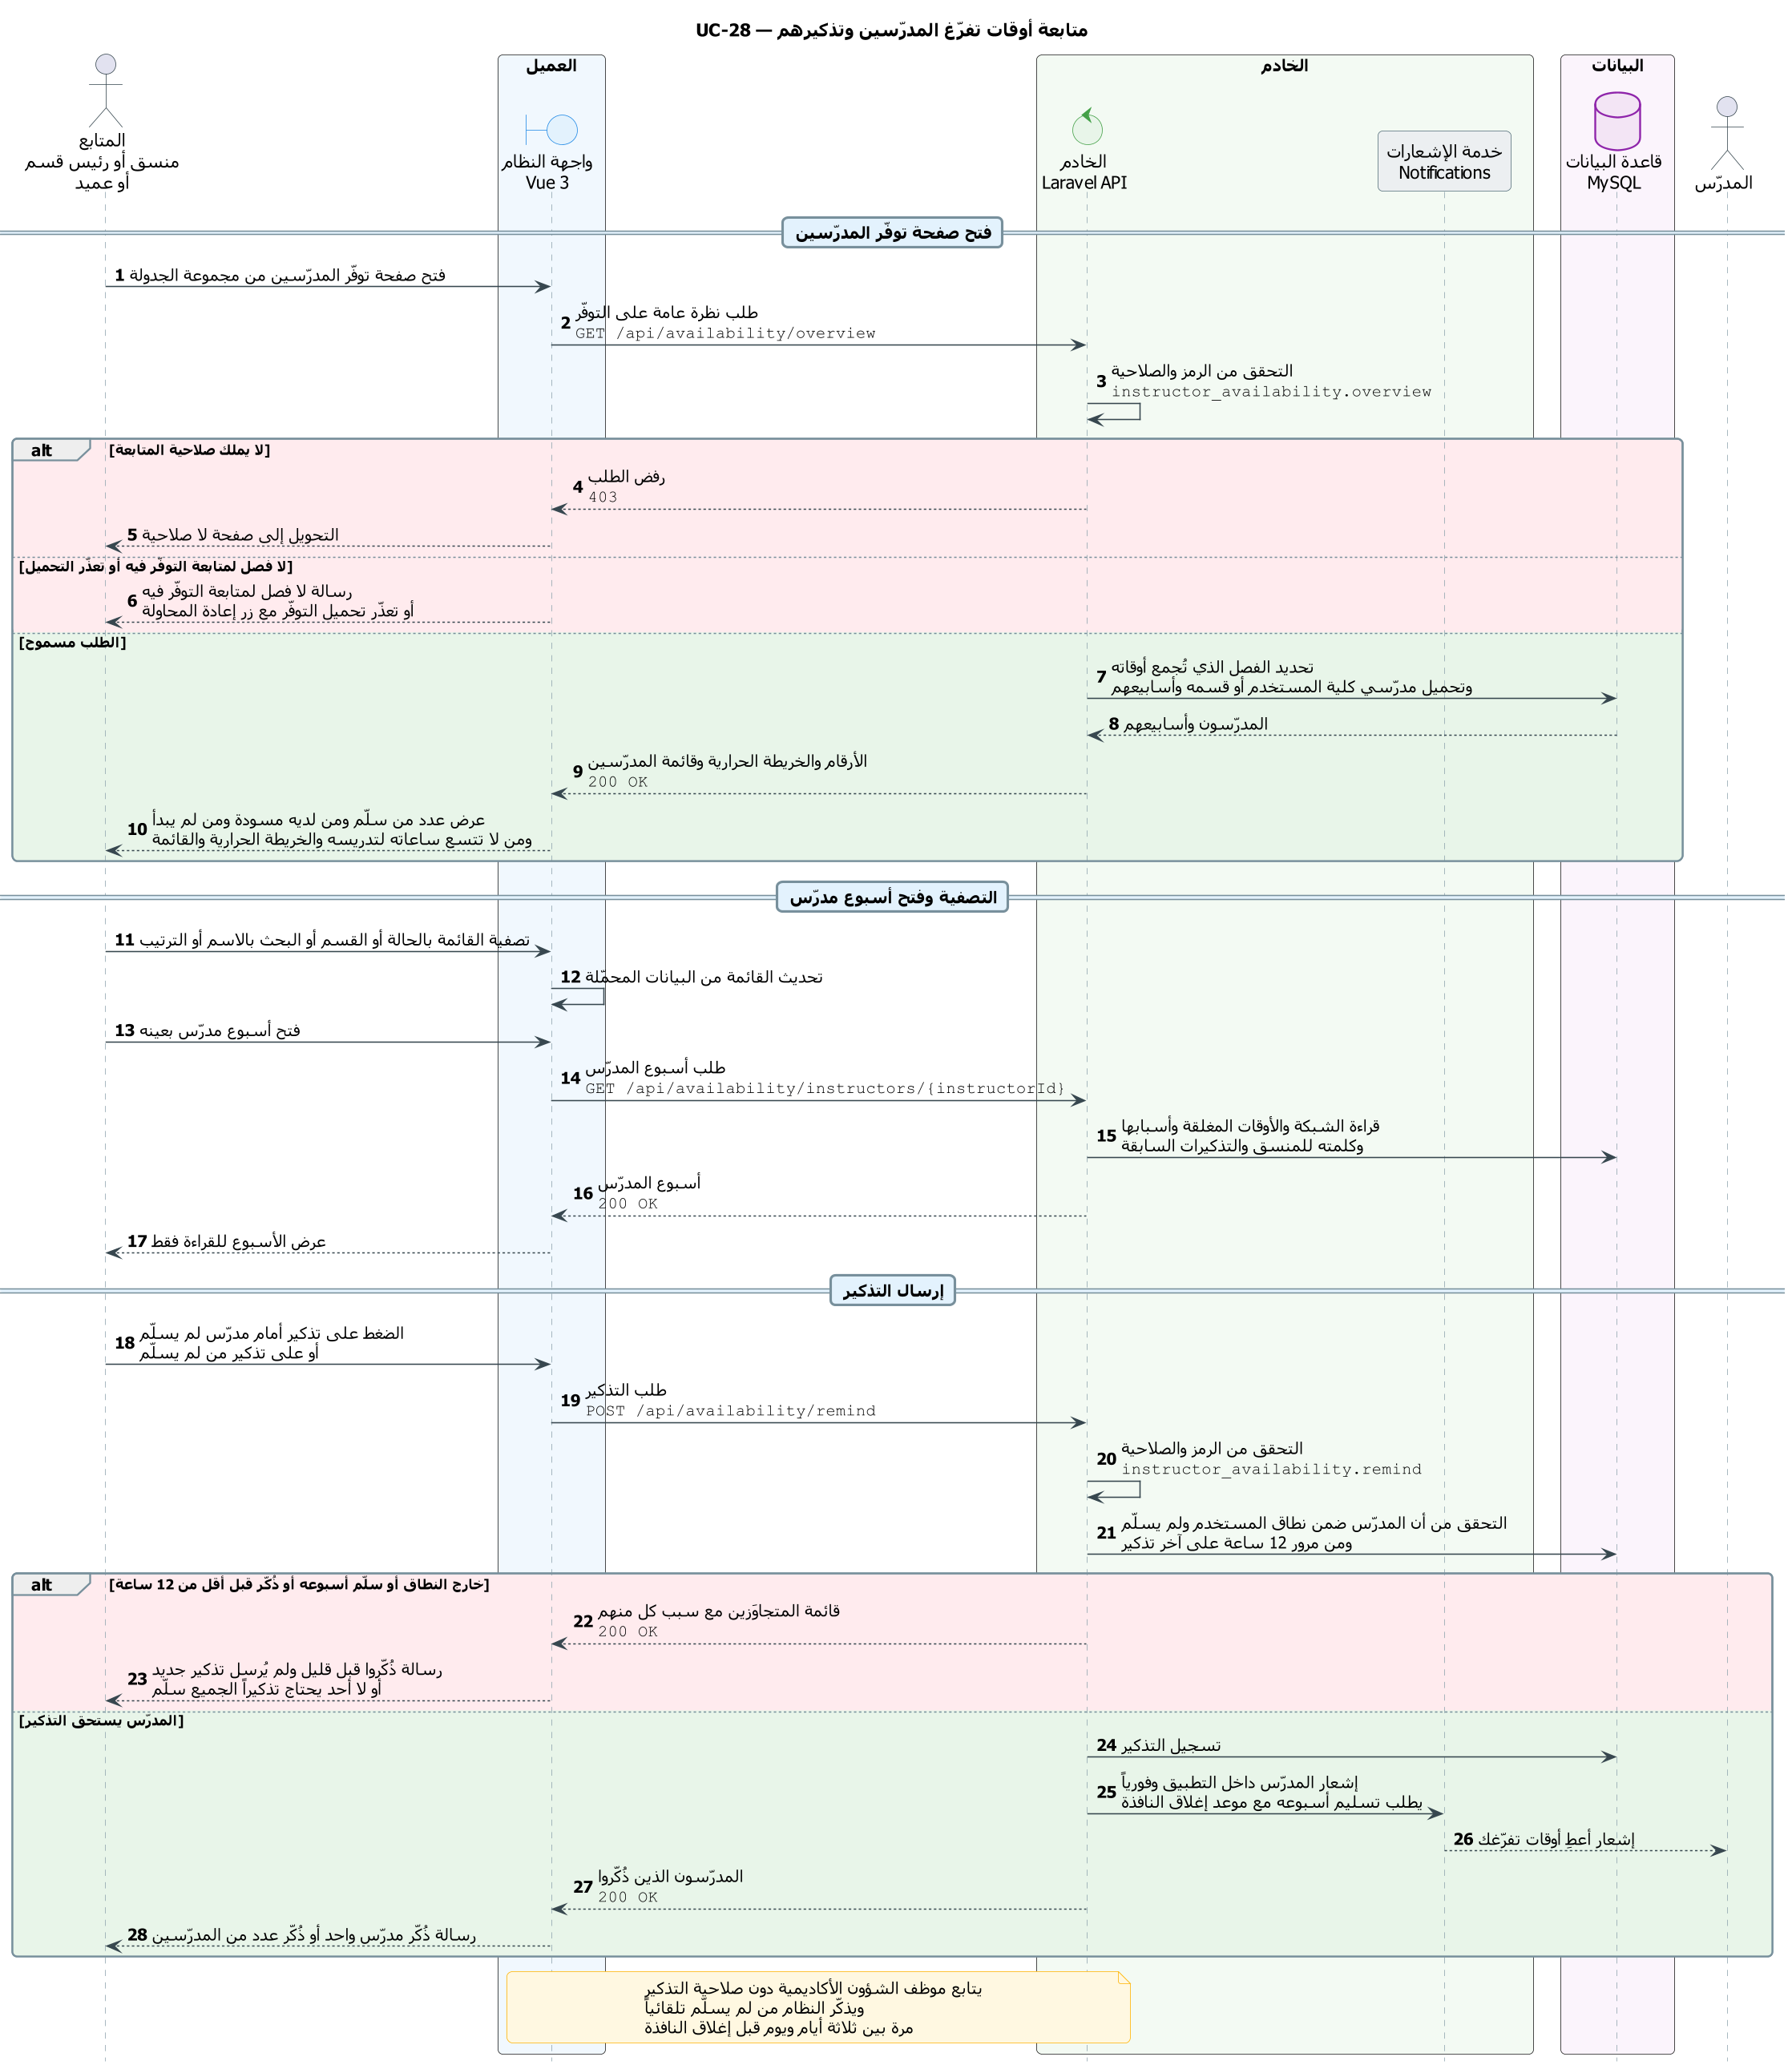 UC-28 — متابعة أوقات تفرّغ المدرّسين وتذكيرهم
العميل
الخادم
البيانات
المتابع
منسق أو رئيس قسم
أو عميد
واجهة النظام
Vue 3
الخادم
Laravel API
خدمة الإشعارات
Notifications
قاعدة البيانات
MySQL
المدرّس
فتح صفحة توفّر المدرّسين
1 فتح صفحة توفّر المدرّسين من مجموعة الجدولة
2 طلب نظرة عامة على التوفّر
GET /api/availability/overview
3 التحقق من الرمز والصلاحية
instructor_availability.overview
alt [لا يملك صلاحية المتابعة]
4 رفض الطلب
403
5 التحويل إلى صفحة لا صلاحية
[لا فصل لمتابعة التوفّر فيه أو تعذّر التحميل]
6 رسالة لا فصل لمتابعة التوفّر فيه
أو تعذّر تحميل التوفّر مع زر إعادة المحاولة
[الطلب مسموح]
7 تحديد الفصل الذي تُجمع أوقاته
وتحميل مدرّسي كلية المستخدم أو قسمه وأسابيعهم
8 المدرّسون وأسابيعهم
9 الأرقام والخريطة الحرارية وقائمة المدرّسين
200 OK
10 عرض عدد من سلّم ومن لديه مسودة ومن لم يبدأ
ومن لا تتسع ساعاته لتدريسه والخريطة الحرارية والقائمة
التصفية وفتح أسبوع مدرّس
11 تصفية القائمة بالحالة أو القسم أو البحث بالاسم أو الترتيب
12 تحديث القائمة من البيانات المحمّلة
13 فتح أسبوع مدرّس بعينه
14 طلب أسبوع المدرّس
GET /api/availability/instructors/{instructorId}
15 قراءة الشبكة والأوقات المغلقة وأسبابها
وكلمته للمنسق والتذكيرات السابقة
16 أسبوع المدرّس
200 OK
17 عرض الأسبوع للقراءة فقط
إرسال التذكير
18 الضغط على تذكير أمام مدرّس لم يسلّم
أو على تذكير من لم يسلّم
19 طلب التذكير
POST /api/availability/remind
20 التحقق من الرمز والصلاحية
instructor_availability.remind
21 التحقق من أن المدرّس ضمن نطاق المستخدم ولم يسلّم
ومن مرور 12 ساعة على آخر تذكير
alt [خارج النطاق أو سلّم أسبوعه أو ذُكّر قبل أقل من 12 ساعة]
22 قائمة المتجاوَزين مع سبب كل منهم
200 OK
23 رسالة ذُكّروا قبل قليل ولم يُرسل تذكير جديد
أو لا أحد يحتاج تذكيراً الجميع سلّم
[المدرّس يستحق التذكير]
24 تسجيل التذكير
25 إشعار المدرّس داخل التطبيق وفورياً
يطلب تسليم أسبوعه مع موعد إغلاق النافذة
26 إشعار أعطِ أوقات تفرّغك
27 المدرّسون الذين ذُكّروا
200 OK
28 رسالة ذُكّر مدرّس واحد أو ذُكّر عدد من المدرّسين
يتابع موظف الشؤون الأكاديمية دون صلاحية التذكير
ويذكّر النظام من لم يسلّم تلقائياً
مرة بين ثلاثة أيام ويوم قبل إغلاق النافذة